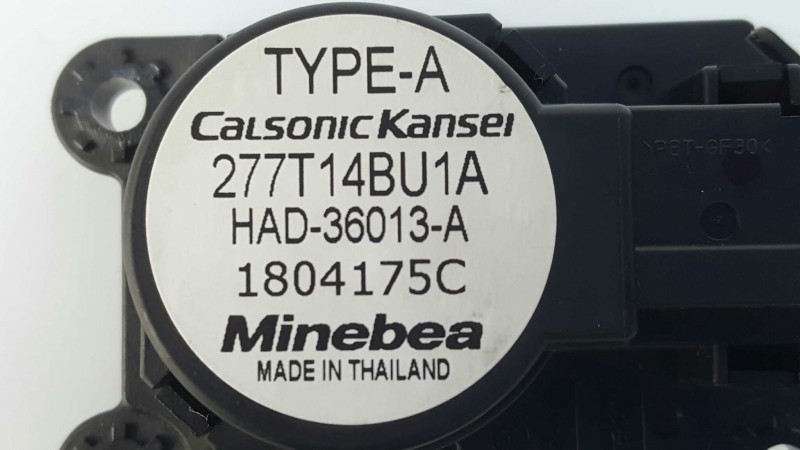 TYPE-A
Calsonic Kansei
277T14BU1A
HAD-36013-A
1804175C
Minebea
MADE IN THAILAND
>PBT-GF30<